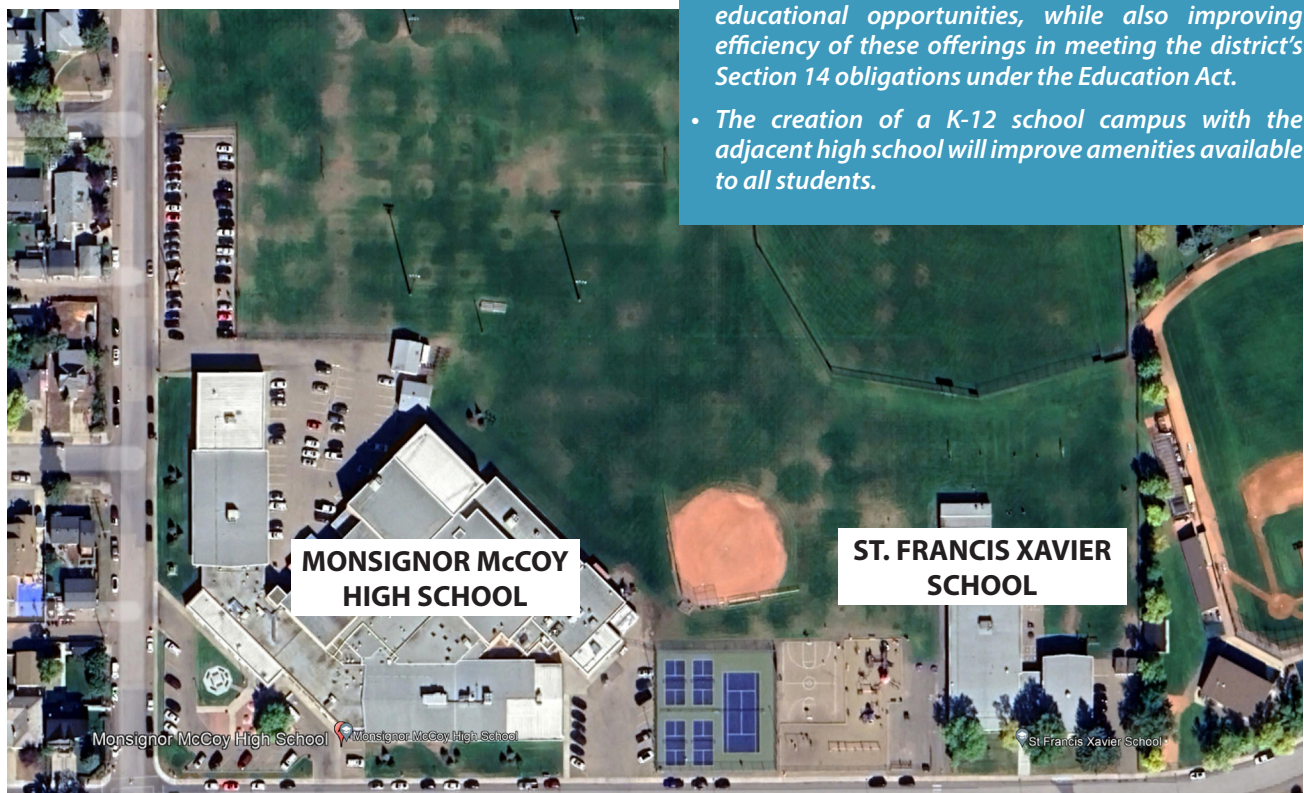 educational opportunities, while also improving
efficiency of these offerings in meeting the district's
Section 14 obligations under the Education Act.
• The creation of a K-12 school campus with the
adjacent high school will improve amenities available
to all students.
MONSIGNOR McCOY
HIGH SCHOOL
ST. FRANCIS XAVIER
SCHOOL
Monsignor McCoy High School
Monsignor McCoy High School
St Francis Xavier School